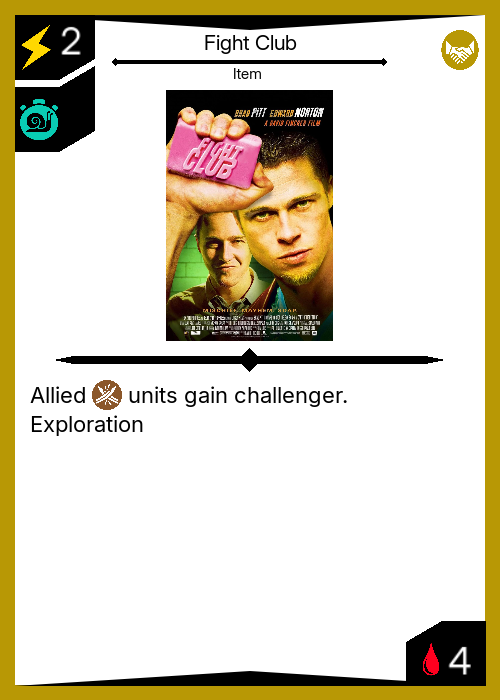 2
Fight Club
Item
BRAD PITT EDWARD NORTON
A DAVID FINCHER FILM
FIGHT
CLUB
MISCHIEF. MAYHEM. SOAP.
Allied units gain challenger.
Exploration
4